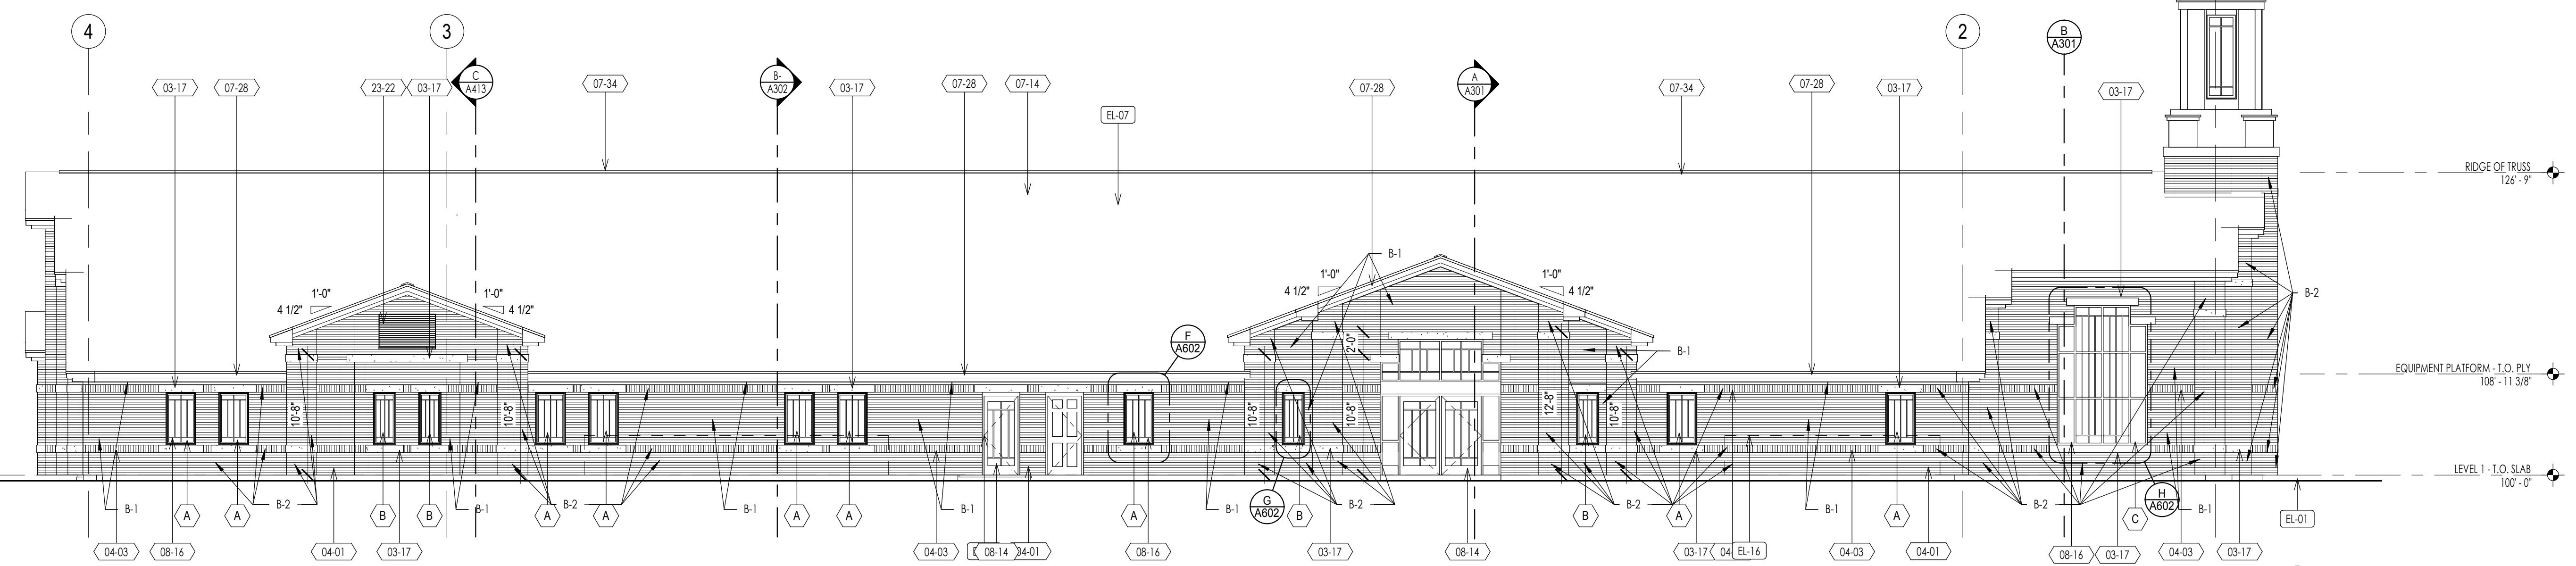 4
3
2
B
A301
C
A413
B-
A302
A
A301
03-17
07-28
23-22
03-17
07-34
03-17
07-28
07-14
EL-07
07-28
07-34
07-28
03-17
03-17
RIDGE OF TRUSS
126' - 9"
B-1
1'-0"
4 1/2"
1'-0"
4 1/2"
1'-0"
4 1/2"
1'-0"
4 1/2"
B-2
F
A602
2'-0"
B-1
EQUIPMENT PLATFORM - T.O. PLY
108' - 11 3/8"
10'-8"
10'-8"
10'-8"
10'-8"
12'-8"
10'-8"
LEVEL 1 - T.O. SLAB
100' - 0"
G
A602
H
A602
B-1
A
A
B-2
B
B
B-1
A
B-2
A
B-1
A
A
B-1
A
B-1
B
B-2
B
B-2
A
B-1
A
B-2
C
B-1
EL-01
04-03
08-16
04-01
03-17
04-03
08-14
04-01
08-16
03-17
08-14
03-17
EL-16
04-03
04-01
08-16
03-17
04-03
03-17